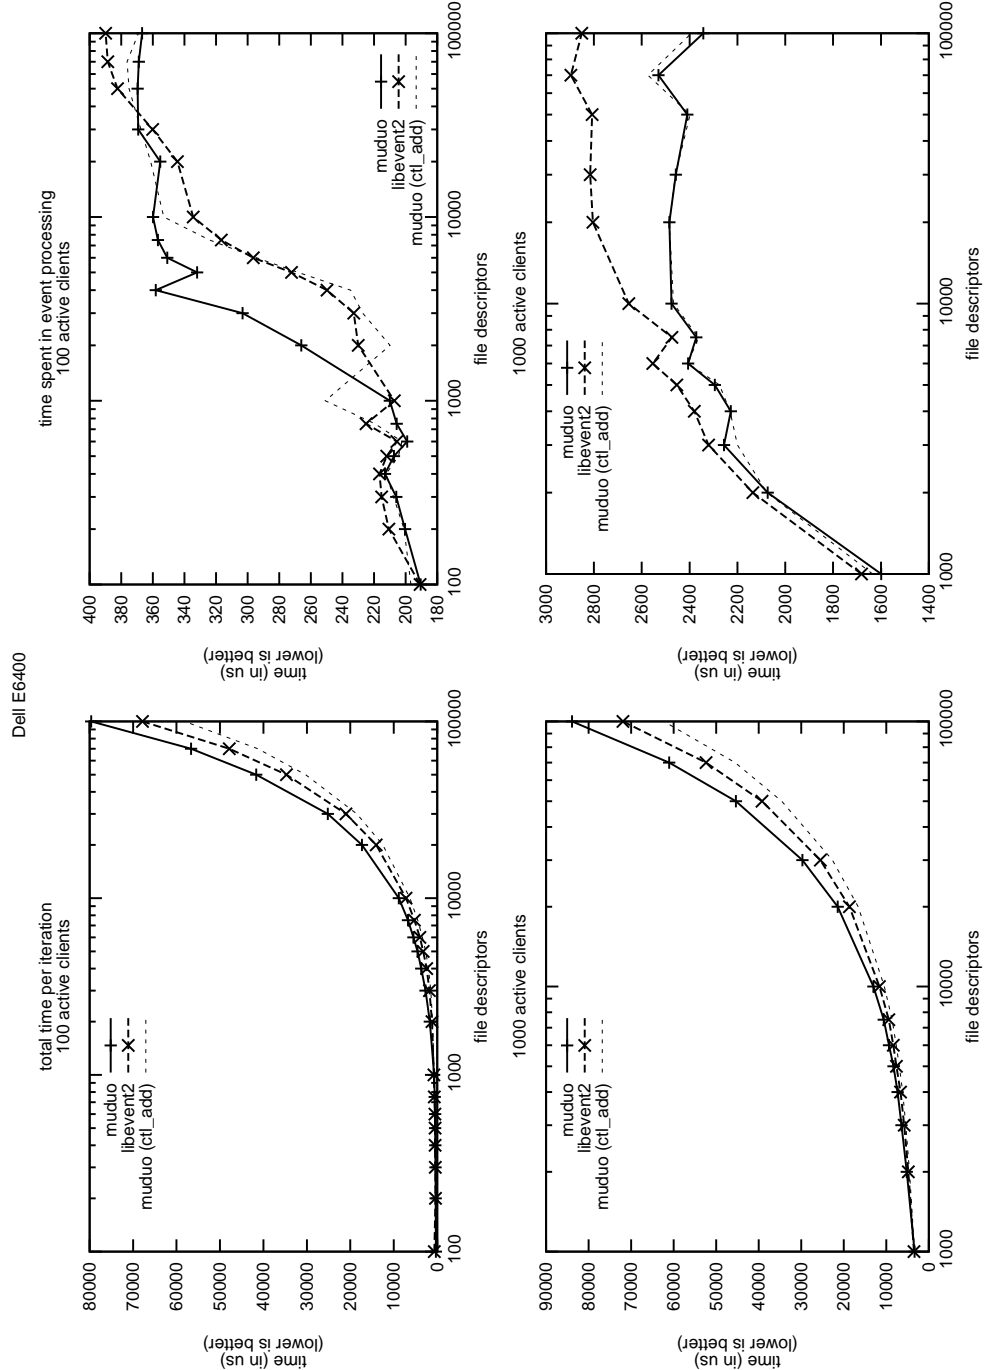 Dell E6400
total time per iteration
100 active clients
muduo
libevent2
muduo (ctl_add)
time (in us)
(lower is better)
80000
70000
60000
50000
40000
30000
20000
10000
0
100 1000 10000 100000
file descriptors
time spent in event processing
100 active clients
muduo
libevent2
muduo (ctl_add)
time (in us)
(lower is better)
400
380
360
340
320
300
280
260
240
220
200
180
100 1000 10000 100000
file descriptors
1000 active clients
muduo
libevent2
muduo (ctl_add)
time (in us)
(lower is better)
90000
80000
70000
60000
50000
40000
30000
20000
10000
0
1000 10000 100000
file descriptors
1000 active clients
muduo
libevent2
muduo (ctl_add)
time (in us)
(lower is better)
3000
2800
2600
2400
2200
2000
1800
1600
1400
1000 10000 100000
file descriptors